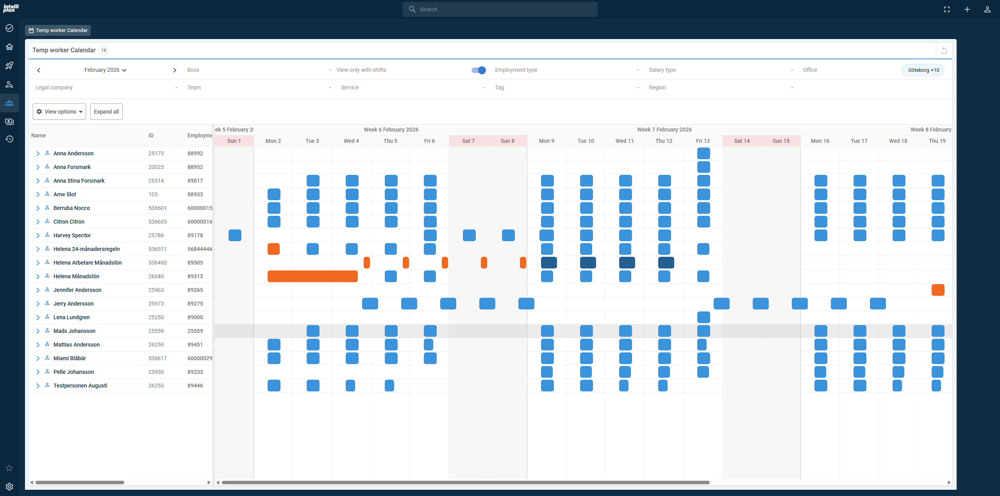 intelli
plan
Search
Temp worker Calendar
Temp worker Calendar 18
February 2026 Boss - View only with shifts Employment type - Salary type - Office Göteborg +10
Legal company - Team - Service - Tag - Region -
View options Expand all
Name ID Employme
ek 5 February 20 Week 6 February 2026 Week 7 February 2026 Week 8 February
Sun 1 Mon 2 Tue 3 Wed 4 Thu 5 Fri 6 Sat 7 Sun 8 Mon 9 Tue 10 Wed 11 Thu 12 Fri 13 Sat 14 Sun 15 Mon 16 Tue 17 Wed 18 Thu 19
Anna Andersson 25173 88992
Anna Forsmark 20025 88952
Anna Stina Forsmark 25314 89017
Arne Slot 105 88933
Berruba Nocco 536601 60000015
Citron Citron 536603 60000016
Harvey Spector 25786 89178
Helena 24-månadersregeln 536511 56844446
Helena Arbetare Månadslön 536493 89505
Helena Månadslön 26040 89313
Jennifer Andersson 25963 89265
Jerry Andersson 25973 89275
Lena Lundgren 25250 89000
Mads Johansson 25559 25559
Mattias Andersson 26259 89451
Miami Blåbär 536617 60000029
Pelle Johansson 25930 89233
Testpersonen Augusti 26255 89446